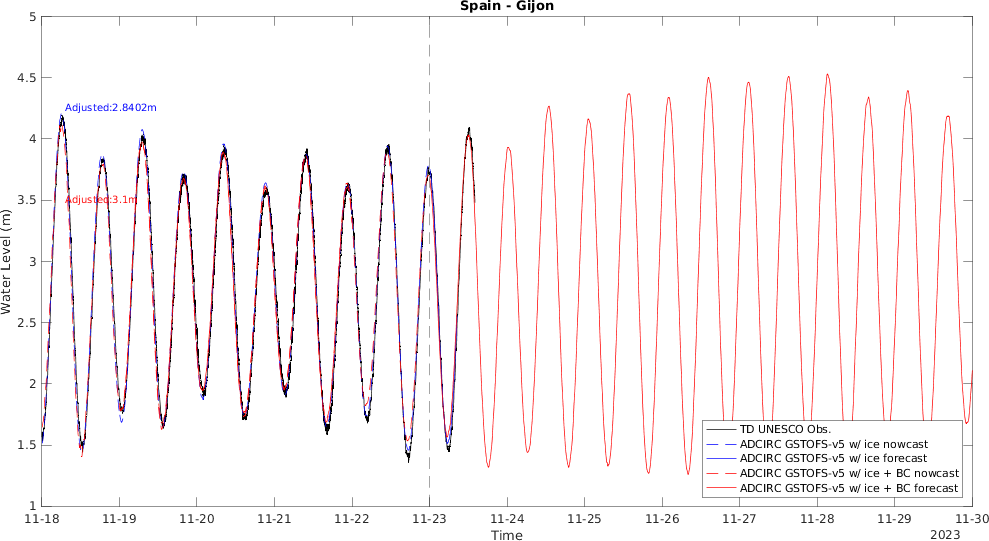 Spain - Gijon
5
4.5
4
3.5
3
2.5
2
1.5
1
Water Level (m)
Adjusted:2.8402m
Adjusted:3.1m
TD UNESCO Obs.
ADCIRC GSTOFS-v5 w/ ice nowcast
ADCIRC GSTOFS-v5 w/ ice forecast
ADCIRC GSTOFS-v5 w/ ice + BC nowcast
ADCIRC GSTOFS-v5 w/ ice + BC forecast
11-18 11-19 11-20 11-21 11-22 11-23 11-24 11-25 11-26 11-27 11-28 11-29 11-30
Time
2023